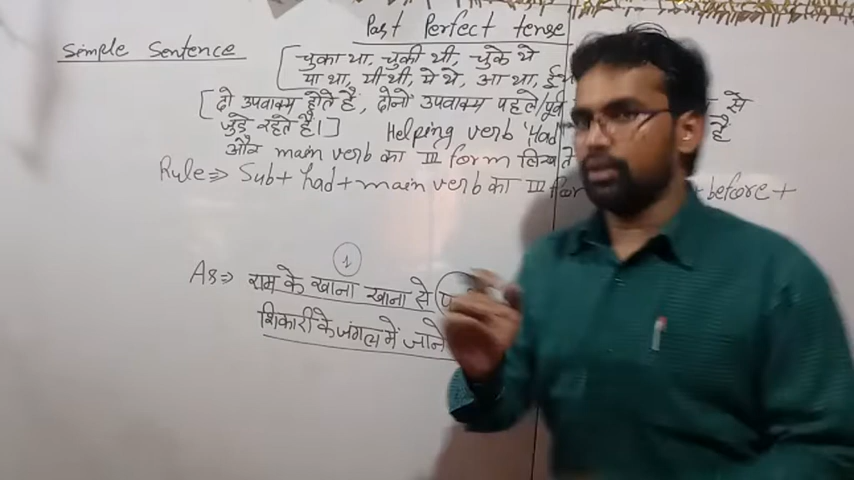 Past Perfect tense
Simple Sentence
[चुका था, चुकी थी, चुके थे
या था, यी थी, ये थे, आ था, ई
[दो उपवाक्य होते हैं, दोनों उपवाक्य पहले/पूर्व से
जुड़े रहते हैं।] Helping verb 'Had' है
और main verb का III form लिखते
Rule⇒ Sub + had + main verb का III before +
1
As⇒ राम के खाना खाना से
शिकारी के जंगल में जाने